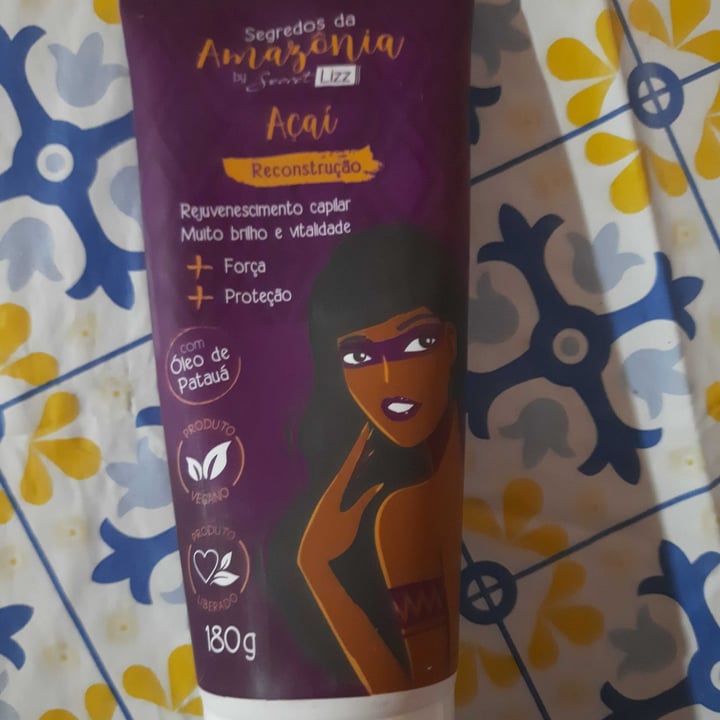 Segredos da
Amazônia
by Secret Lizz
Açaí
Reconstrução
Rejuvenescimento capilar
Muito brilho e vitalidade
+ Força
+ Proteção
com
Óleo de
Patauá
PRODUTO
VEGANO
PRODUTO
LIBERADO
180g